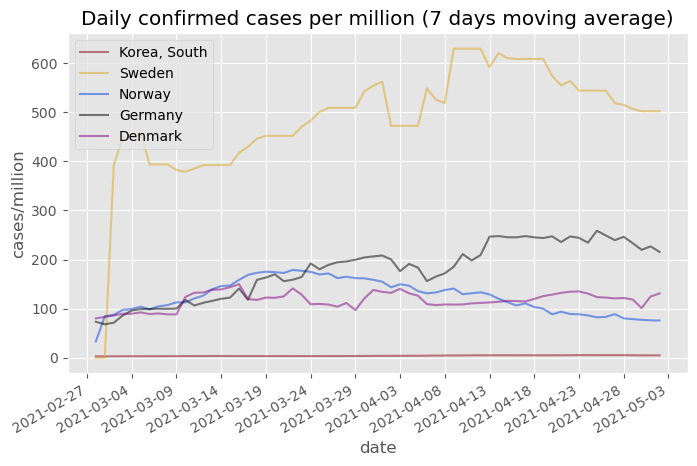 Daily confirmed cases per million (7 days moving average)
Korea, South
Sweden
Norway
Germany
Denmark
cases/million
600
500
400
300
200
100
0
2021-02-27
2021-03-04
2021-03-09
2021-03-14
2021-03-19
2021-03-24
2021-03-29
2021-04-03
2021-04-08
2021-04-13
2021-04-18
2021-04-23
2021-04-28
2021-05-03
date